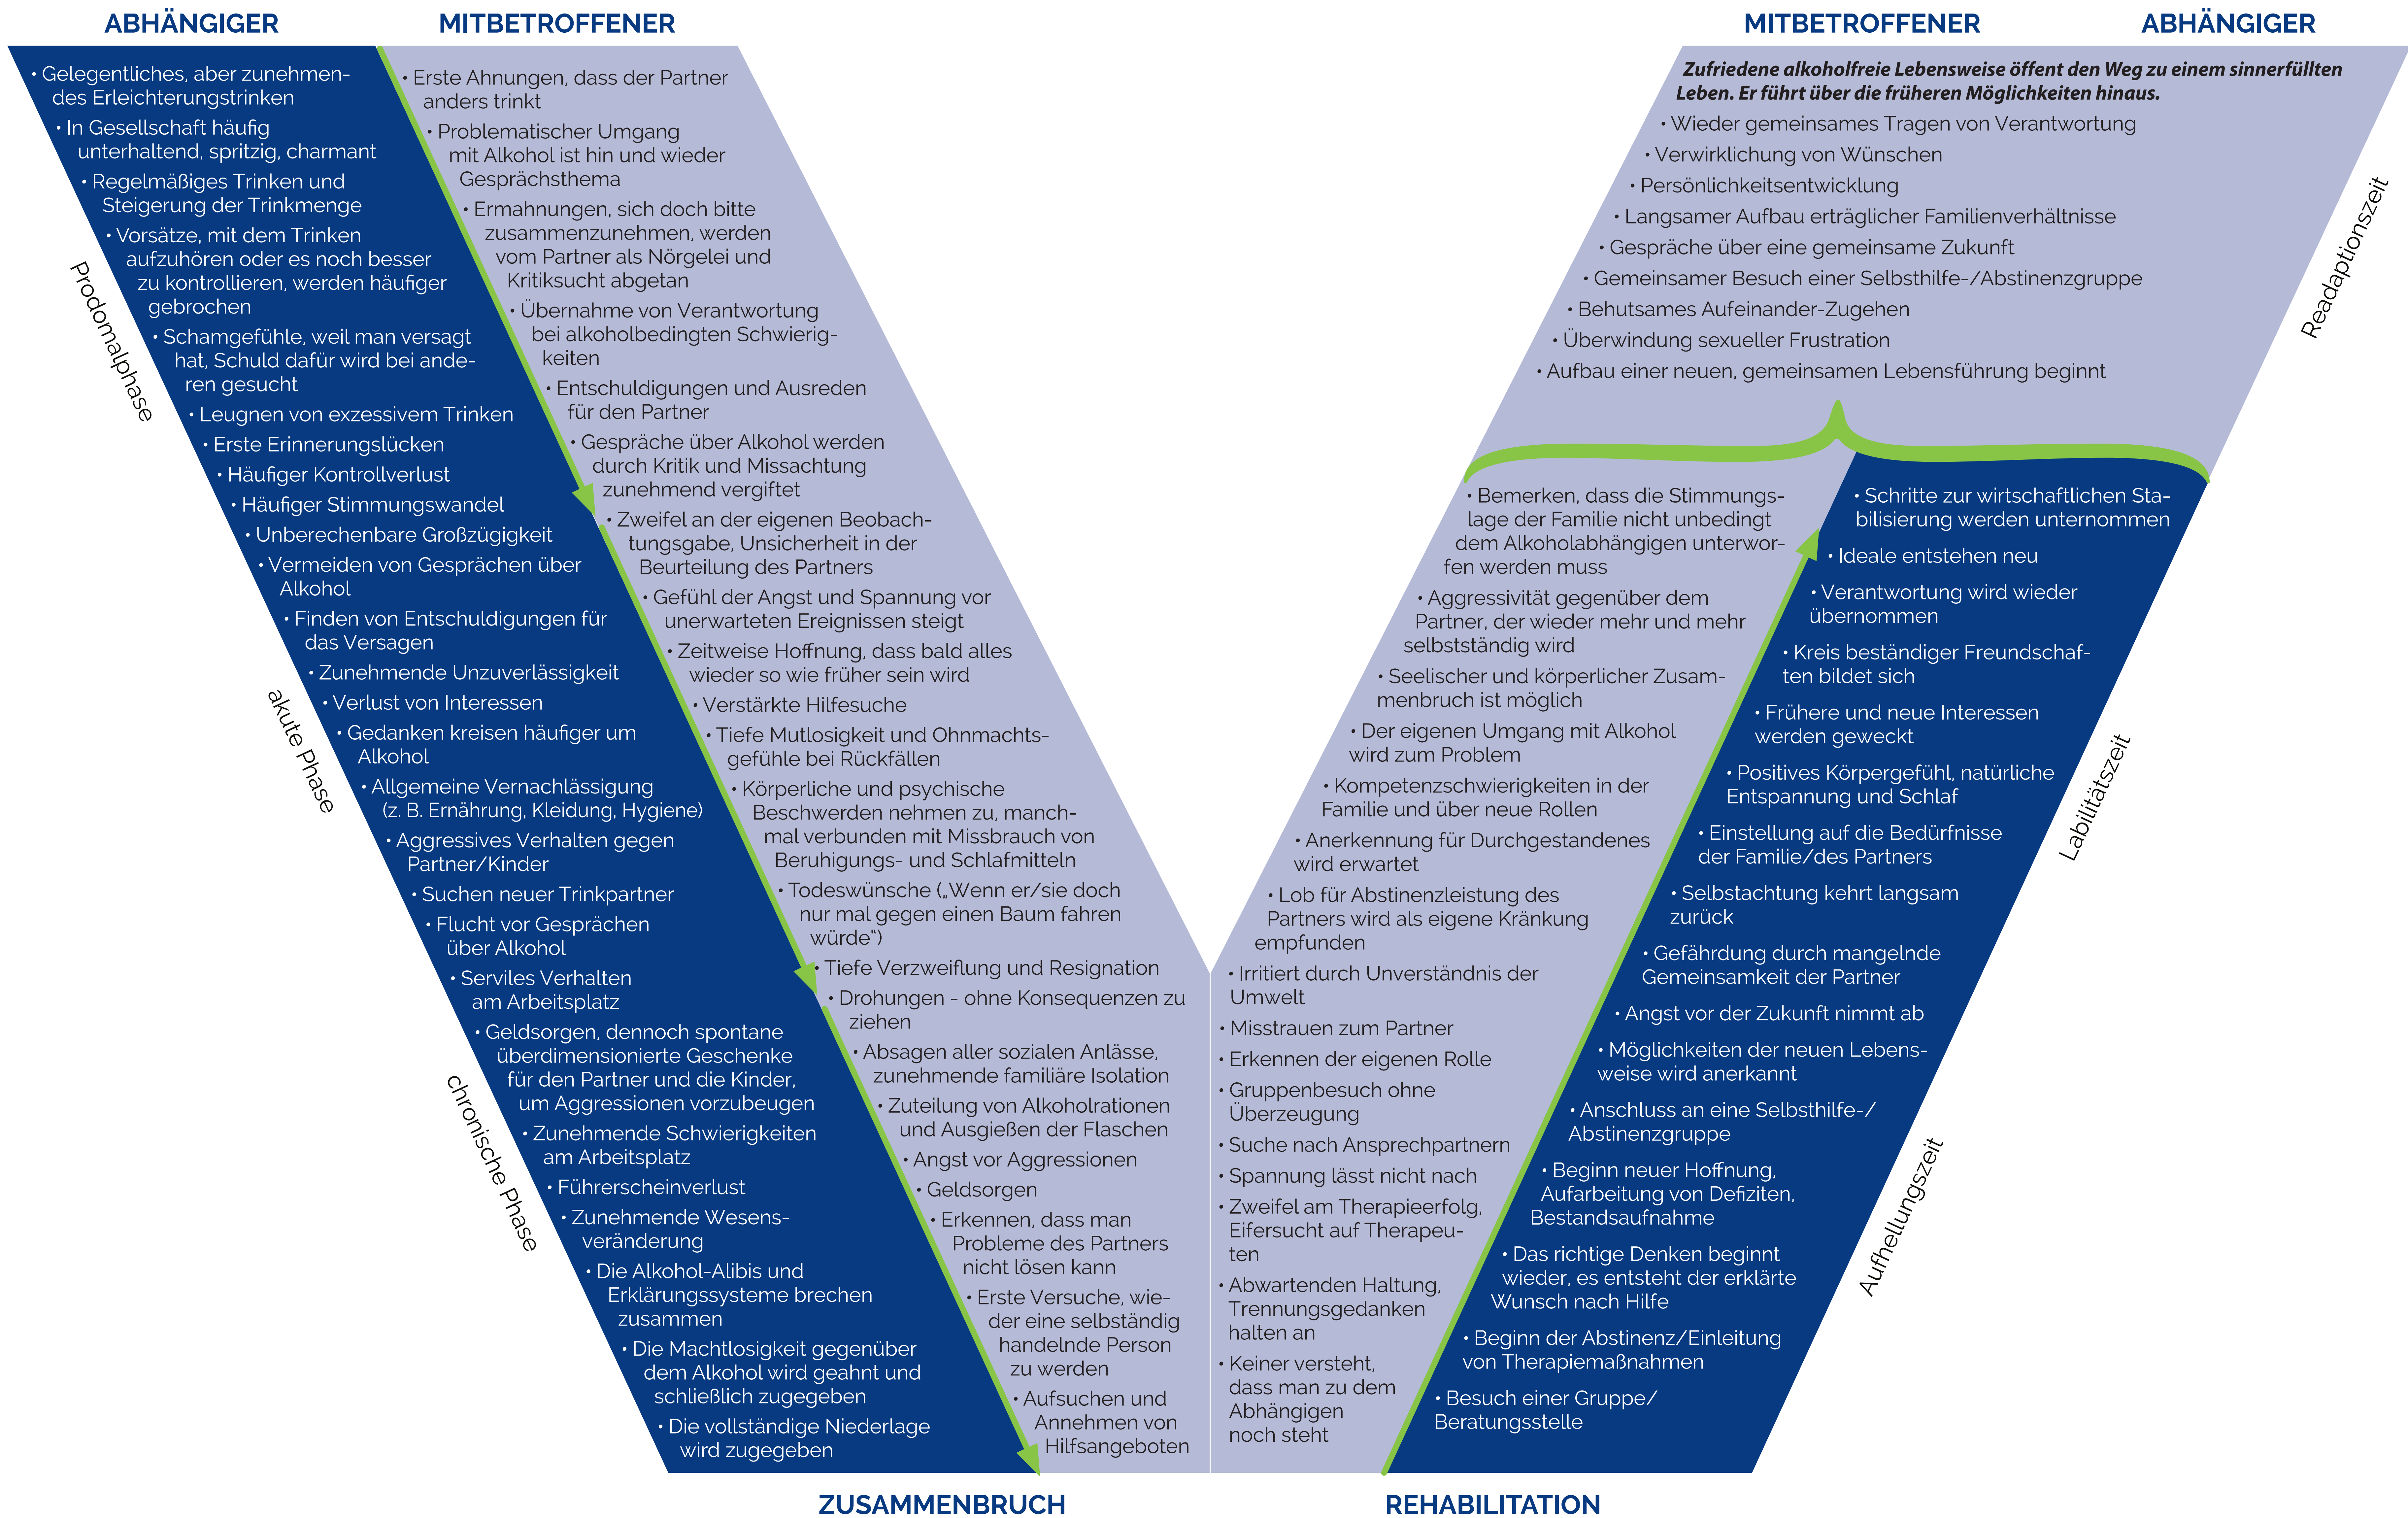 ABHÄNGIGER
MITBETROFFENER
• Gelegentliches, aber zunehmen-
des Erleichterungstrinken
• In Gesellschaft häufig
unterhaltend, spritzig, charmant
• Regelmäßiges Trinken und
Steigerung der Trinkmenge
• Vorsätze, mit dem Trinken
aufzuhören oder es noch besser
zu kontrollieren, werden häufiger
gebrochen
• Schamgefühle, weil man versagt
hat, Schuld dafür wird bei ande-
ren gesucht
• Leugnen von exzessivem Trinken
• Erste Erinnerungslücken
• Häufiger Kontrollverlust
• Häufiger Stimmungswandel
• Unberechenbare Großzügigkeit
• Vermeiden von Gesprächen über
Alkohol
• Finden von Entschuldigungen für
das Versagen
• Zunehmende Unzuverlässigkeit
• Verlust von Interessen
• Gedanken kreisen häufiger um
Alkohol
• Allgemeine Vernachlässigung
(z. B. Ernährung, Kleidung, Hygiene)
• Aggressives Verhalten gegen
Partner/Kinder
• Suchen neuer Trinkpartner
• Flucht vor Gesprächen
über Alkohol
• Serviles Verhalten
am Arbeitsplatz
• Geldsorgen, dennoch spontane
überdimensionierte Geschenke
für den Partner und die Kinder,
um Aggressionen vorzubeugen
• Zunehmende Schwierigkeiten
am Arbeitsplatz
• Führerscheinverlust
• Zunehmende Wesens-
veränderung
• Die Alkohol-Alibis und
Erklärungssysteme brechen
zusammen
• Die Machtlosigkeit gegenüber
dem Alkohol wird geahnt und
schließlich zugegeben
• Die vollständige Niederlage
wird zugegeben
Prodomalphase
akute Phase
chronische Phase
• Erste Ahnungen, dass der Partner
anders trinkt
• Problematischer Umgang
mit Alkohol ist hin und wieder
Gesprächsthema
• Ermahnungen, sich doch bitte
zusammenzunehmen, werden
vom Partner als Nörgelei und
Kritiksucht abgetan
• Übernahme von Verantwortung
bei alkoholbedingten Schwierig-
keiten
• Entschuldigungen und Ausreden
für den Partner
• Gespräche über Alkohol werden
durch Kritik und Missachtung
zunehmend vergiftet
• Zweifel an der eigenen Beobach-
tungsgabe, Unsicherheit in der
Beurteilung des Partners
• Gefühl der Angst und Spannung vor
unerwarteten Ereignissen steigt
• Zeitweise Hoffnung, dass bald alles
wieder so wie früher sein wird
• Verstärkte Hilfesuche
• Tiefe Mutlosigkeit und Ohnmachts-
gefühle bei Rückfällen
• Körperliche und psychische
Beschwerden nehmen zu, manch-
mal verbunden mit Missbrauch von
Beruhigungs- und Schlafmitteln
• Todeswünsche („Wenn er/sie doch
nur mal gegen einen Baum fahren
würde“)
• Tiefe Verzweiflung und Resignation
• Drohungen - ohne Konsequenzen zu
ziehen
• Absagen aller sozialen Anlässe,
zunehmende familiäre Isolation
• Zuteilung von Alkoholrationen
und Ausgießen der Flaschen
• Angst vor Aggressionen
• Geldsorgen
• Erkennen, dass man
Probleme des Partners
nicht lösen kann
• Erste Versuche, wie-
der eine selbständig
handelnde Person
zu werden
• Aufsuchen und
Annehmen von
Hilfsangeboten
ZUSAMMENBRUCH
MITBETROFFENER
ABHÄNGIGER
Zufriedene alkoholfreie Lebensweise öffent den Weg zu einem sinnerfüllten
Leben. Er führt über die früheren Möglichkeiten hinaus.
• Wieder gemeinsames Tragen von Verantwortung
• Verwirklichung von Wünschen
• Persönlichkeitsentwicklung
• Langsamer Aufbau erträglicher Familienverhältnisse
• Gespräche über eine gemeinsame Zukunft
• Gemeinsamer Besuch einer Selbsthilfe-/Abstinenzgruppe
• Behutsames Aufeinander-Zugehen
• Überwindung sexueller Frustration
• Aufbau einer neuen, gemeinsamen Lebensführung beginnt
• Bemerken, dass die Stimmungs-
lage der Familie nicht unbedingt
dem Alkoholabhängigen unterwor-
fen werden muss
• Aggressivität gegenüber dem
Partner, der wieder mehr und mehr
selbstständig wird
• Seelischer und körperlicher Zusam-
menbruch ist möglich
• Der eigenen Umgang mit Alkohol
wird zum Problem
• Kompetenzschwierigkeiten in der
Familie und über neue Rollen
• Anerkennung für Durchgestandenes
wird erwartet
• Lob für Abstinenzleistung des
Partners wird als eigene Kränkung
empfunden
• Irritiert durch Unverständnis der
Umwelt
• Misstrauen zum Partner
• Erkennen der eigenen Rolle
• Gruppenbesuch ohne
Überzeugung
• Suche nach Ansprechpartnern
• Spannung lässt nicht nach
• Zweifel am Therapieerfolg,
Eifersucht auf Therapeu-
ten
• Abwartenden Haltung,
Trennungsgedanken
halten an
• Keiner versteht,
dass man zu dem
Abhängigen
noch steht
• Schritte zur wirtschaftlichen Sta-
bilisierung werden unternommen
• Ideale entstehen neu
• Verantwortung wird wieder
übernommen
• Kreis beständiger Freundschaf-
ten bildet sich
• Frühere und neue Interessen
werden geweckt
• Positives Körpergefühl, natürliche
Entspannung und Schlaf
• Einstellung auf die Bedürfnisse
der Familie/des Partners
• Selbstachtung kehrt langsam
zurück
• Gefährdung durch mangelnde
Gemeinsamkeit der Partner
• Angst vor der Zukunft nimmt ab
• Möglichkeiten der neuen Lebens-
weise wird anerkannt
• Anschluss an eine Selbsthilfe-/
Abstinenzgruppe
• Beginn neuer Hoffnung,
Aufarbeitung von Defiziten,
Bestandsaufnahme
• Das richtige Denken beginnt
wieder, es entsteht der erklärte
Wunsch nach Hilfe
• Beginn der Abstinenz/Einleitung
von Therapiemaßnahmen
• Besuch einer Gruppe/
Beratungsstelle
Readaptionszeit
Labilitätszeit
Aufhellungszeit
REHABILITATION